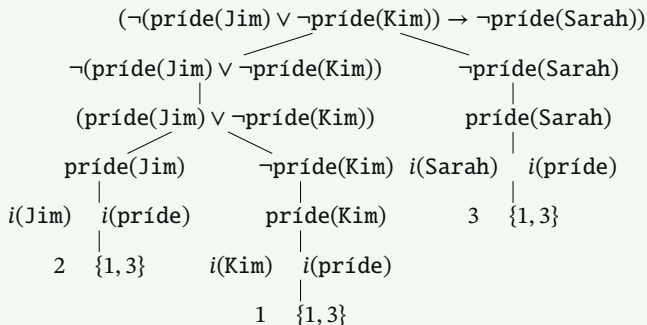 (¬(príde(Jim) ∨ ¬príde(Kim)) → ¬príde(Sarah))
¬(príde(Jim) ∨ ¬príde(Kim)) ¬príde(Sarah)
(príde(Jim) ∨ ¬príde(Kim)) príde(Sarah)
príde(Jim) ¬príde(Kim) i(Sarah) i(príde)
i(Jim) i(príde) príde(Kim) 3 {1, 3}
2 {1, 3} i(Kim) i(príde)
1 {1, 3}